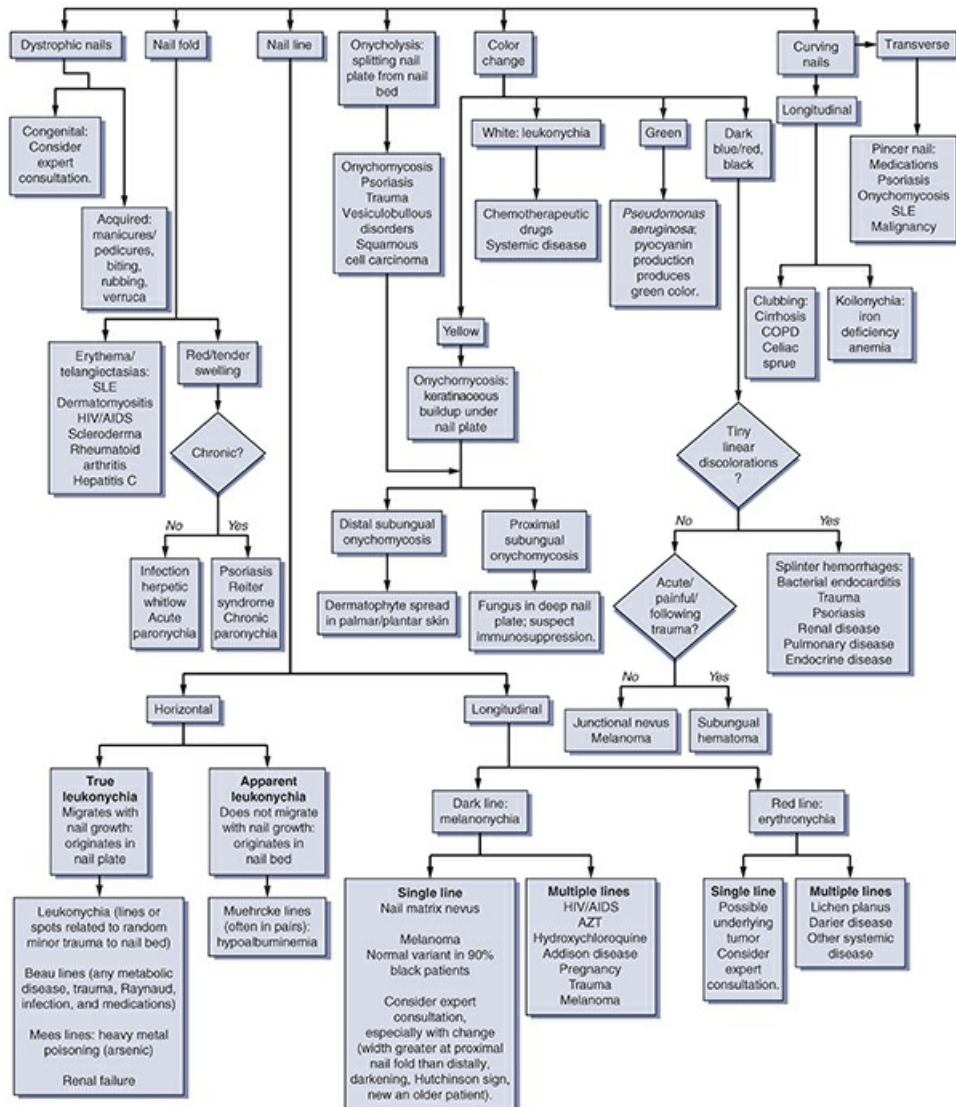 Dystrophic nails
Nail fold
Nail line
Onycholysis:
splitting nail
plate from nail
bed
Color
change
Curving
nails
Transverse
Congenital:
Consider
expert
consultation.
Acquired:
manicures/
pedicures,
biting,
rubbing,
verruca
Erythema/
telangiectasias:
SLE
Dermatomyositis
HIV/AIDS
Scleroderma
Rheumatoid
arthritis
Hepatitis C
Red/tender
swelling
Chronic?
No
Yes
Infection
herpetic
whitlow
Acute
paronychia
Psoriasis
Reiter
syndrome
Chronic
paronychia
Onychomycosis
Psoriasis
Trauma
Vesiculobullous
disorders
Squamous
cell carcinoma
White: leukonychia
Green
Dark
blue/red,
black
Chemotherapeutic
drugs
Systemic disease
Pseudomonas
aeruginosa;
pyocyanin
production
produces
green color.
Yellow
Onychomycosis:
keratinaceous
buildup under
nail plate
Distal subungual
onychomycosis
Proximal
subungual
onychomycosis
Dermatophyte spread
in palmar/plantar skin
Fungus in deep nail
plate; suspect
immunosuppression.
Longitudinal
Pincer nail:
Medications
Psoriasis
Onychomycosis
SLE
Malignancy
Clubbing:
Cirrhosis
COPD
Celiac
sprue
Koilonychia:
iron
deficiency
anemia
Tiny
linear
discolorations
?
No
Yes
Acute/
painful/
following
trauma?
Splinter hemorrhages:
Bacterial endocarditis
Trauma
Psoriasis
Renal disease
Pulmonary disease
Endocrine disease
No
Yes
Junctional nevus
Melanoma
Subungual
hematoma
Horizontal
Longitudinal
True
leukonychia
Migrates with
nail growth:
originates in
nail plate
Apparent
leukonychia
Does not migrate
with nail growth:
originates in
nail bed
Leukonychia (lines or
spots related to random
minor trauma to nail bed)
Beau lines (any metabolic
disease, trauma, Raynaud,
infection, and medications)
Mees lines: heavy metal
poisoning (arsenic)
Renal failure
Muehrcke lines
(often in pairs):
hypoalbuminemia
Dark line:
melanonychia
Red line:
erythronychia
Single line
Nail matrix nevus
Melanoma
Normal variant in 90%
black patients
Consider expert
consultation,
especially with change
(width greater at proximal
nail fold than distally,
darkening, Hutchinson sign,
new an older patient).
Multiple lines
HIV/AIDS
AZT
Hydroxychloroquine
Addison disease
Pregnancy
Trauma
Melanoma
Single line
Possible
underlying
tumor
Consider
expert
consultation.
Multiple lines
Lichen planus
Darier disease
Other systemic
disease